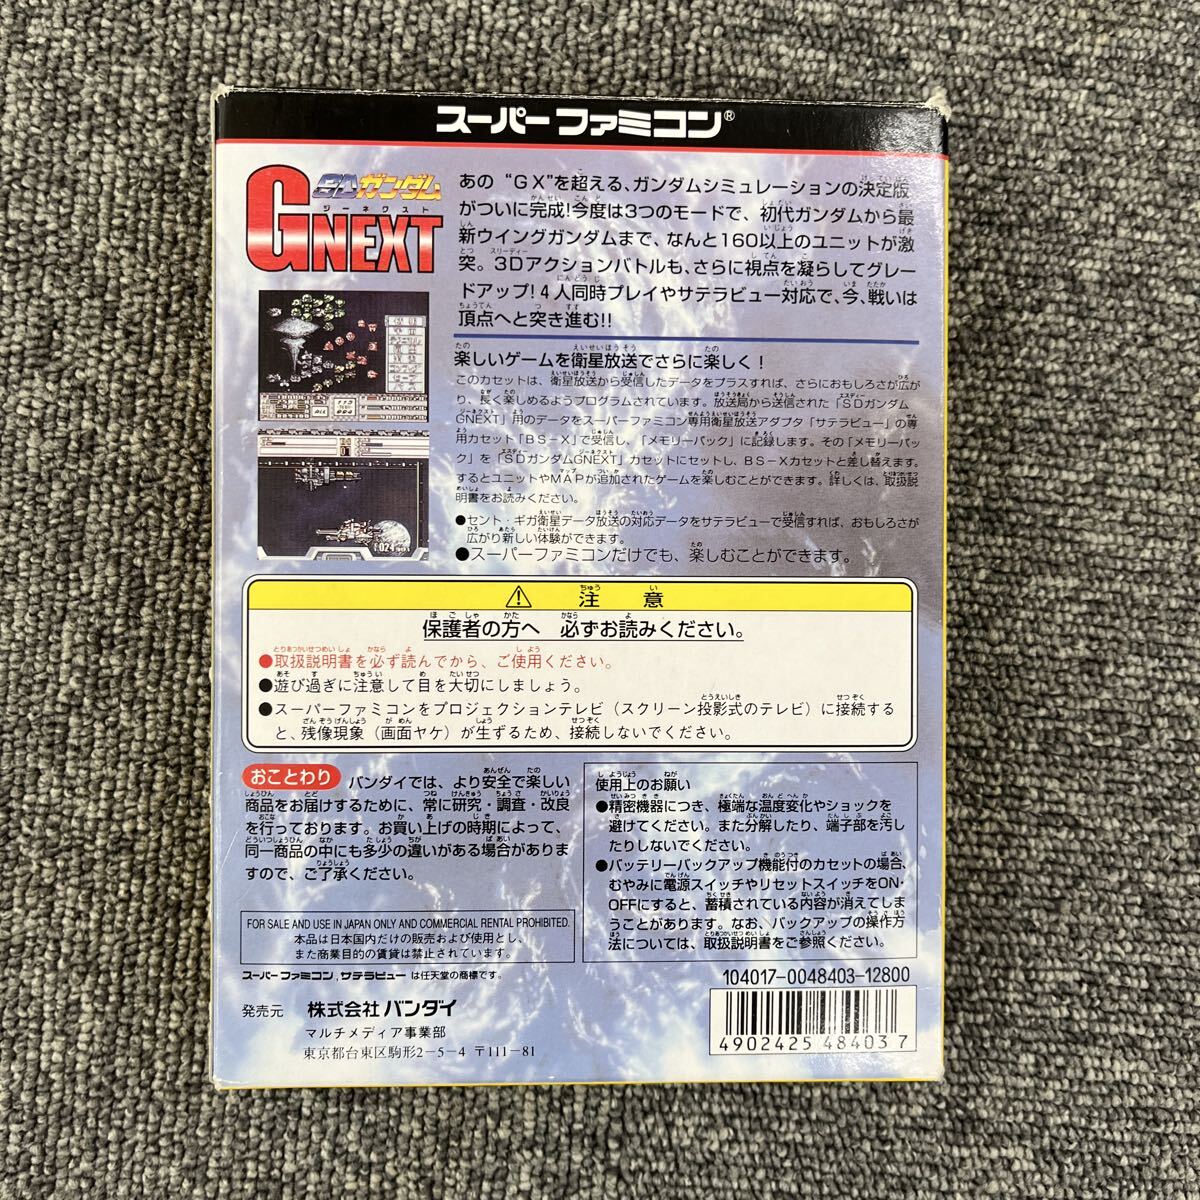 スーパーファミコン®
SDガンダム
ジーネクスト
GNEXT
あの“GX”を超える、ガンダムシミュレーションの決定版
がついに完成!今度は3つのモードで、初代ガンダムから最
新ウイングガンダムまで、なんと160以上のユニットが激
突。3Dアクションバトルも、さらに視点を凝らしてグレー
ドアップ!4人同時プレイやサテラビュー対応で、今、戦いは
頂点へと突き進む!!
楽しいゲームを衛星放送でさらに楽しく!
このカセットは、衛星放送から受信したデータをプラスすれば、さらにおもしろさが広が
り、長く楽しめるようプログラムされています。放送局から送信された「SDガンダム
GNEXT」用のデータをスーパーファミコン専用衛星放送アダプタ「サテラビュー」の専
用カセット「BS-X」で受信し、「メモリーパック」に記録します。その「メモリーパッ
ク」を「SDガンダムGNEXT」カセットにセットし、BS-Xカセットと差し替えます。
するとユニットやMAPが追加されたゲームを楽しむことができます。詳しくは、取扱説
明書をお読みください。
●セント・ギガ衛星データ放送の対応データをサテラビューで受信すれば、おもしろさが
広がり新しい体験ができます。
●スーパーファミコンだけでも、楽しむことができます。
⚠ 注意
保護者の方へ 必ずお読みください。
●取扱説明書を必ず読んでから、ご使用ください。
●遊び過ぎに注意して目を大切にしましょう。
●スーパーファミコンをプロジェクションテレビ(スクリーン投影式のテレビ)に接続する
と、残像現象(画面ヤケ)が生ずるため、接続しないでください。
おことわり バンダイでは、より安全で楽しい
商品をお届けするために、常に研究・調査・改良
を行っております。お買い上げの時期によって、
同一商品の中にも多少の違いがある場合がありま
すので、ご了承ください。
使用上のお願い
●精密機器につき、極端な温度変化やショックを
避けてください。また分解したり、端子部を汚し
たりしないでください。
●バッテリーバックアップ機能付のカセットの場合、
むやみに電源スイッチやリセットスイッチをON・
OFFにすると、蓄積されている内容が消えてしま
うことがあります。なお、バックアップの操作方
法については、取扱説明書をご参照ください。
FOR SALE AND USE IN JAPAN ONLY AND COMMERCIAL RENTAL PROHIBITED.
本品は日本国内だけの販売および使用とし、
また商業目的の賃貸は禁止されています。
スーパーファミコン, サテラビュー は任天堂の商標です。
発売元 株式会社 バンダイ
マルチメディア事業部
東京都台東区駒形2-5-4 〒111-81
104017-0048403-12800
4902425 484037